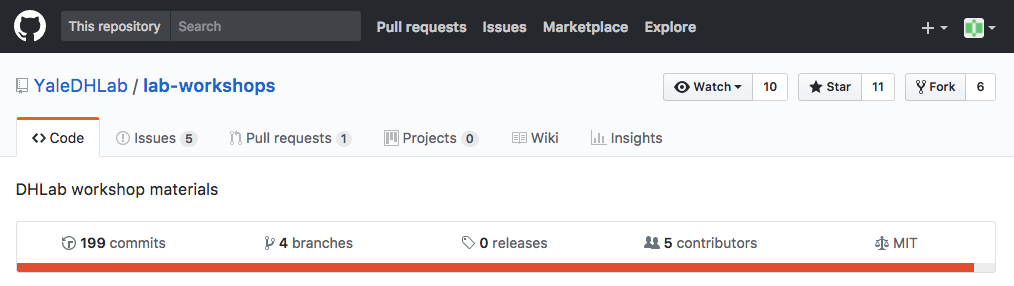 This repository Search Pull requests Issues Marketplace Explore
YaleDHLab / lab-workshops Watch 10 Star 11 Fork 6
Code Issues 5 Pull requests 1 Projects 0 Wiki Insights
DHLab workshop materials
199 commits 4 branches 0 releases 5 contributors MIT